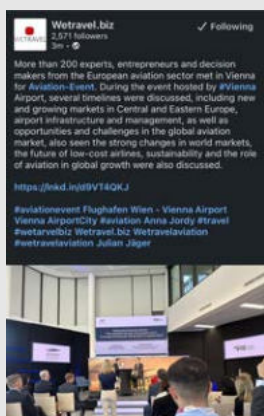 Wetravel.biz
Following
2,571 followers
3m
More than 200 experts, entrepreneurs and decision
makers from the European aviation sector met in Vienna
for Aviation-Event. During the event hosted by #Vienna
Airport, several timelines were discussed, including new
and growing markets in Central and Eastern Europe,
airport infrastructure and management, as well as
opportunities and challenges in the global aviation
market, also seen the strong changes in world markets,
the future of low-cost airlines, sustainability and the role
of aviation in global growth were also discussed.
https://lnkd.in/d9VT4QKJ
#aviationevent Flughafen Wien - Vienna Airport
Vienna AirportCity #aviation Anna Jordy #travel
#wetarvelbiz Wetravel.biz Wetravelaviation
#wetravelaviation Julian Jäger